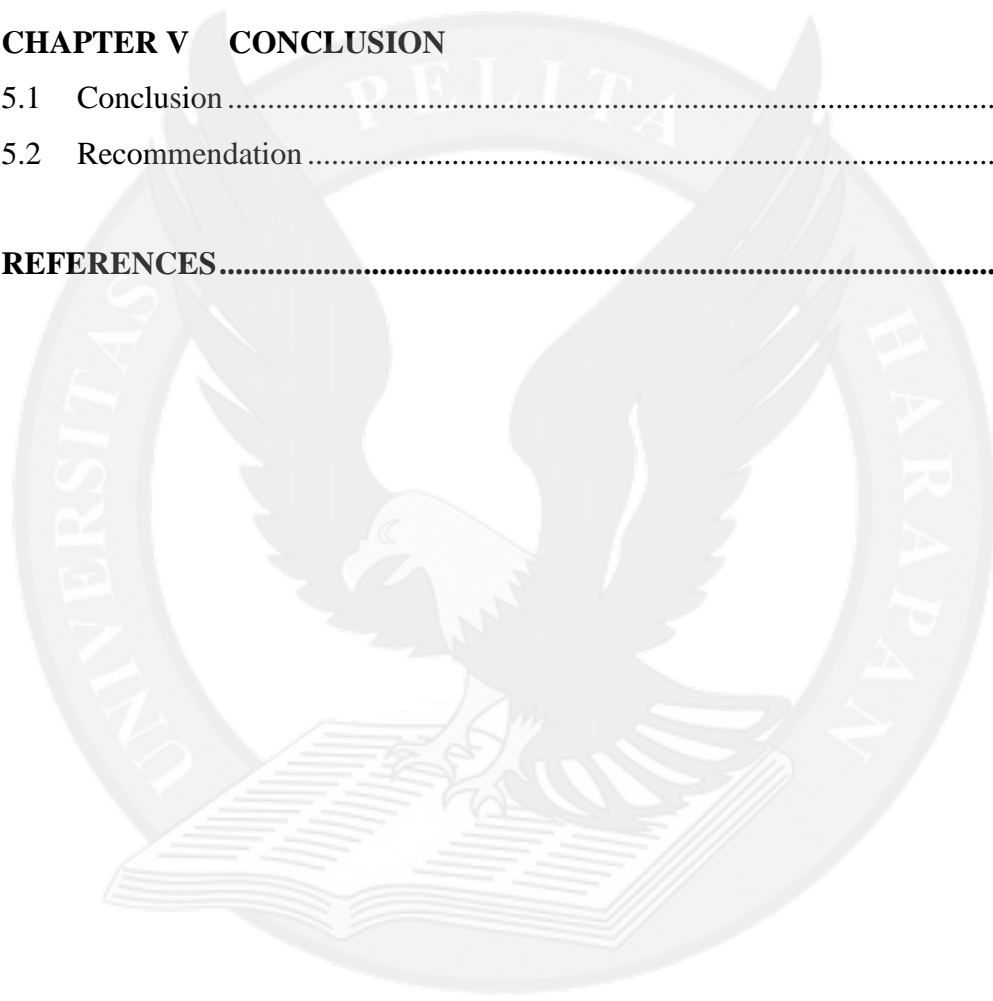 CHAPTER V CONCLUSION
5.1 Conclusion ..........................................................................................
5.2 Recommendation ..........................................................................................
REFERENCES ..........................................................................................
UNIVERSITAS PELITA HARAPAN